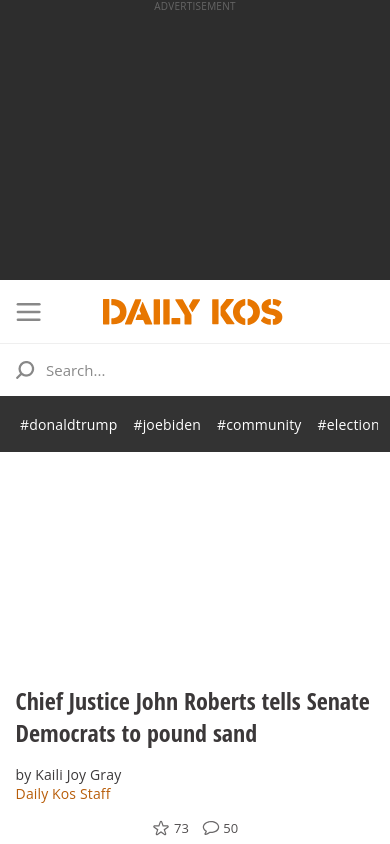 ADVERTISEMENT
DAILY KOS
Search...
#donaldtrump #joebiden #community #election
Chief Justice John Roberts tells Senate
Democrats to pound sand
by Kaili Joy Gray
Daily Kos Staff
73 50